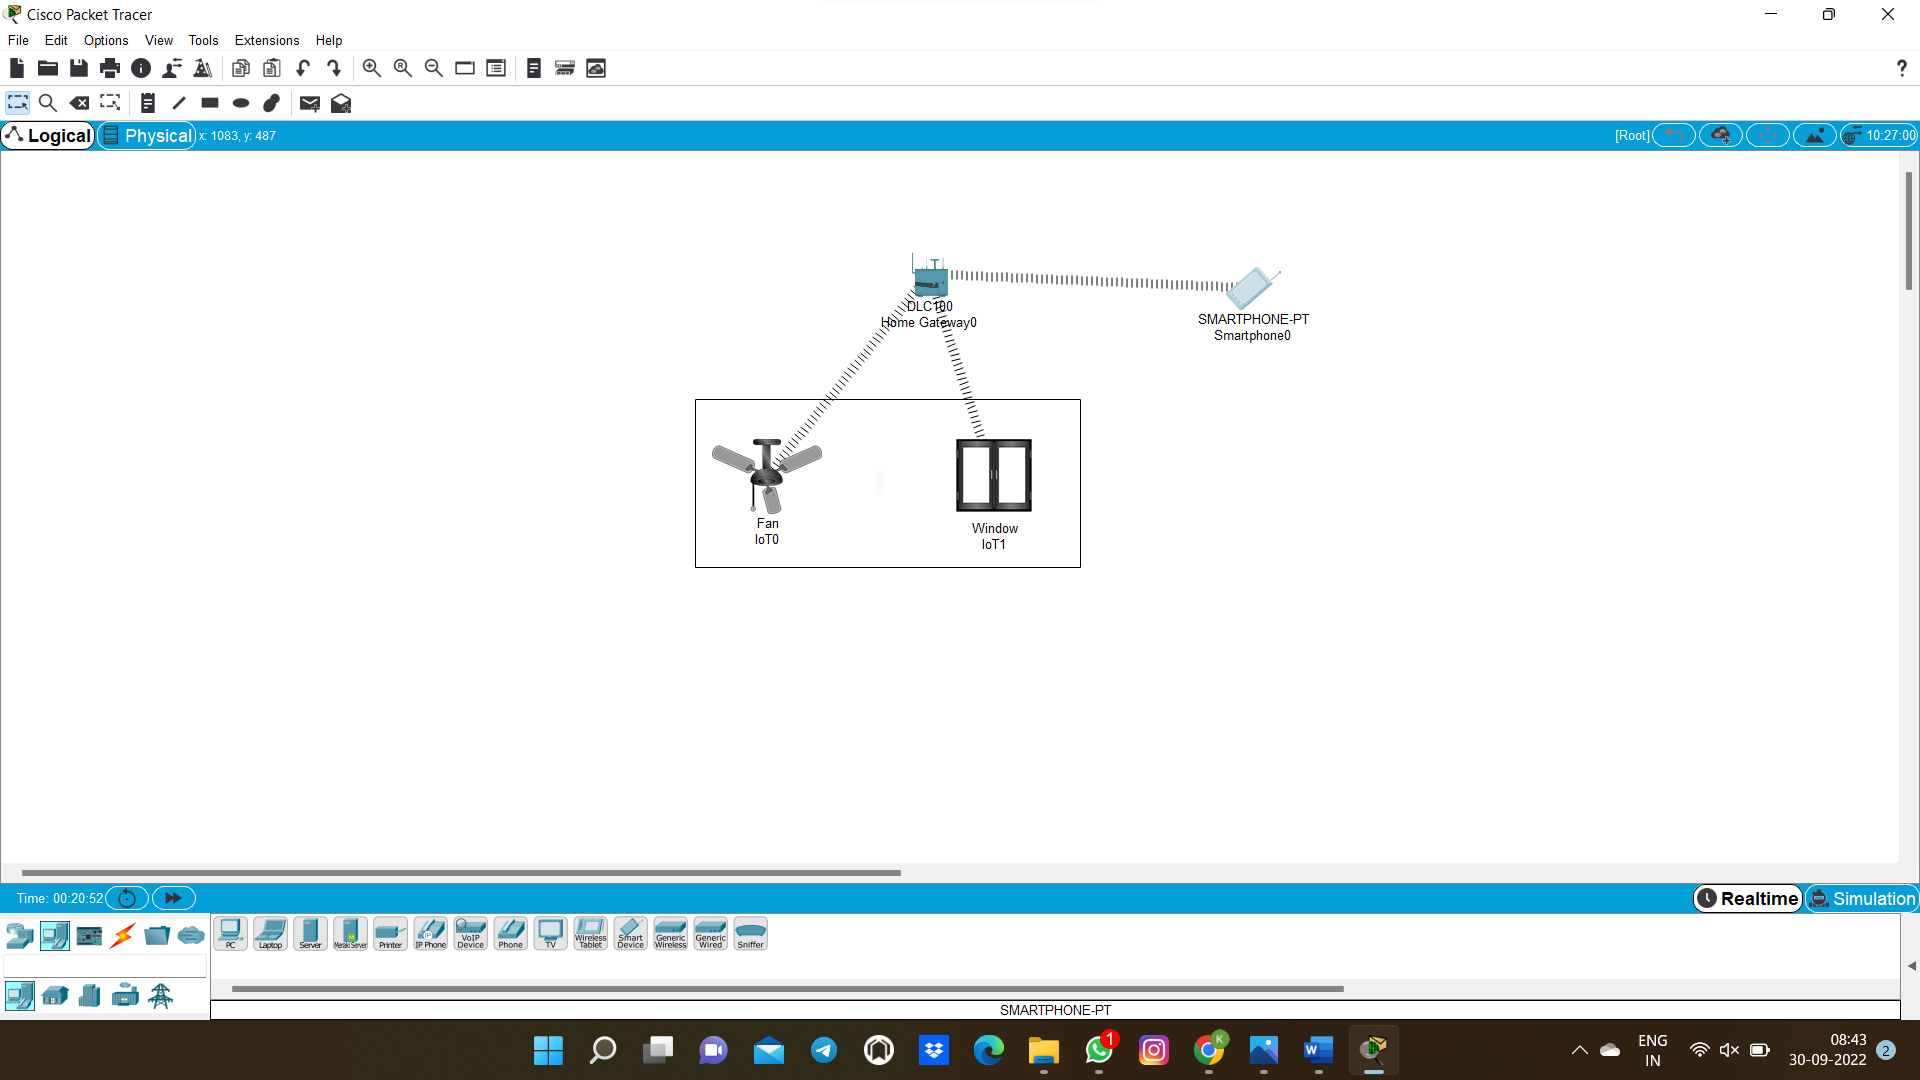 Cisco Packet Tracer
File Edit Options View Tools Extensions Help
?
Logical Physical x: 1083, y: 487 [Root] 10:27:00
DLC100
Home Gateway0
SMARTPHONE-PT
Smartphone0
Fan
IoT0
Window
IoT1
Time: 00:20:52 Realtime Simulation
PC Laptop Server Meraki Server Printer IP Phone VoIP Device Phone TV Wireless Tablet Smart Device Generic Wireless Generic Wired Sniffer
SMARTPHONE-PT
1 K W ENG IN 08:43 30-09-2022 2